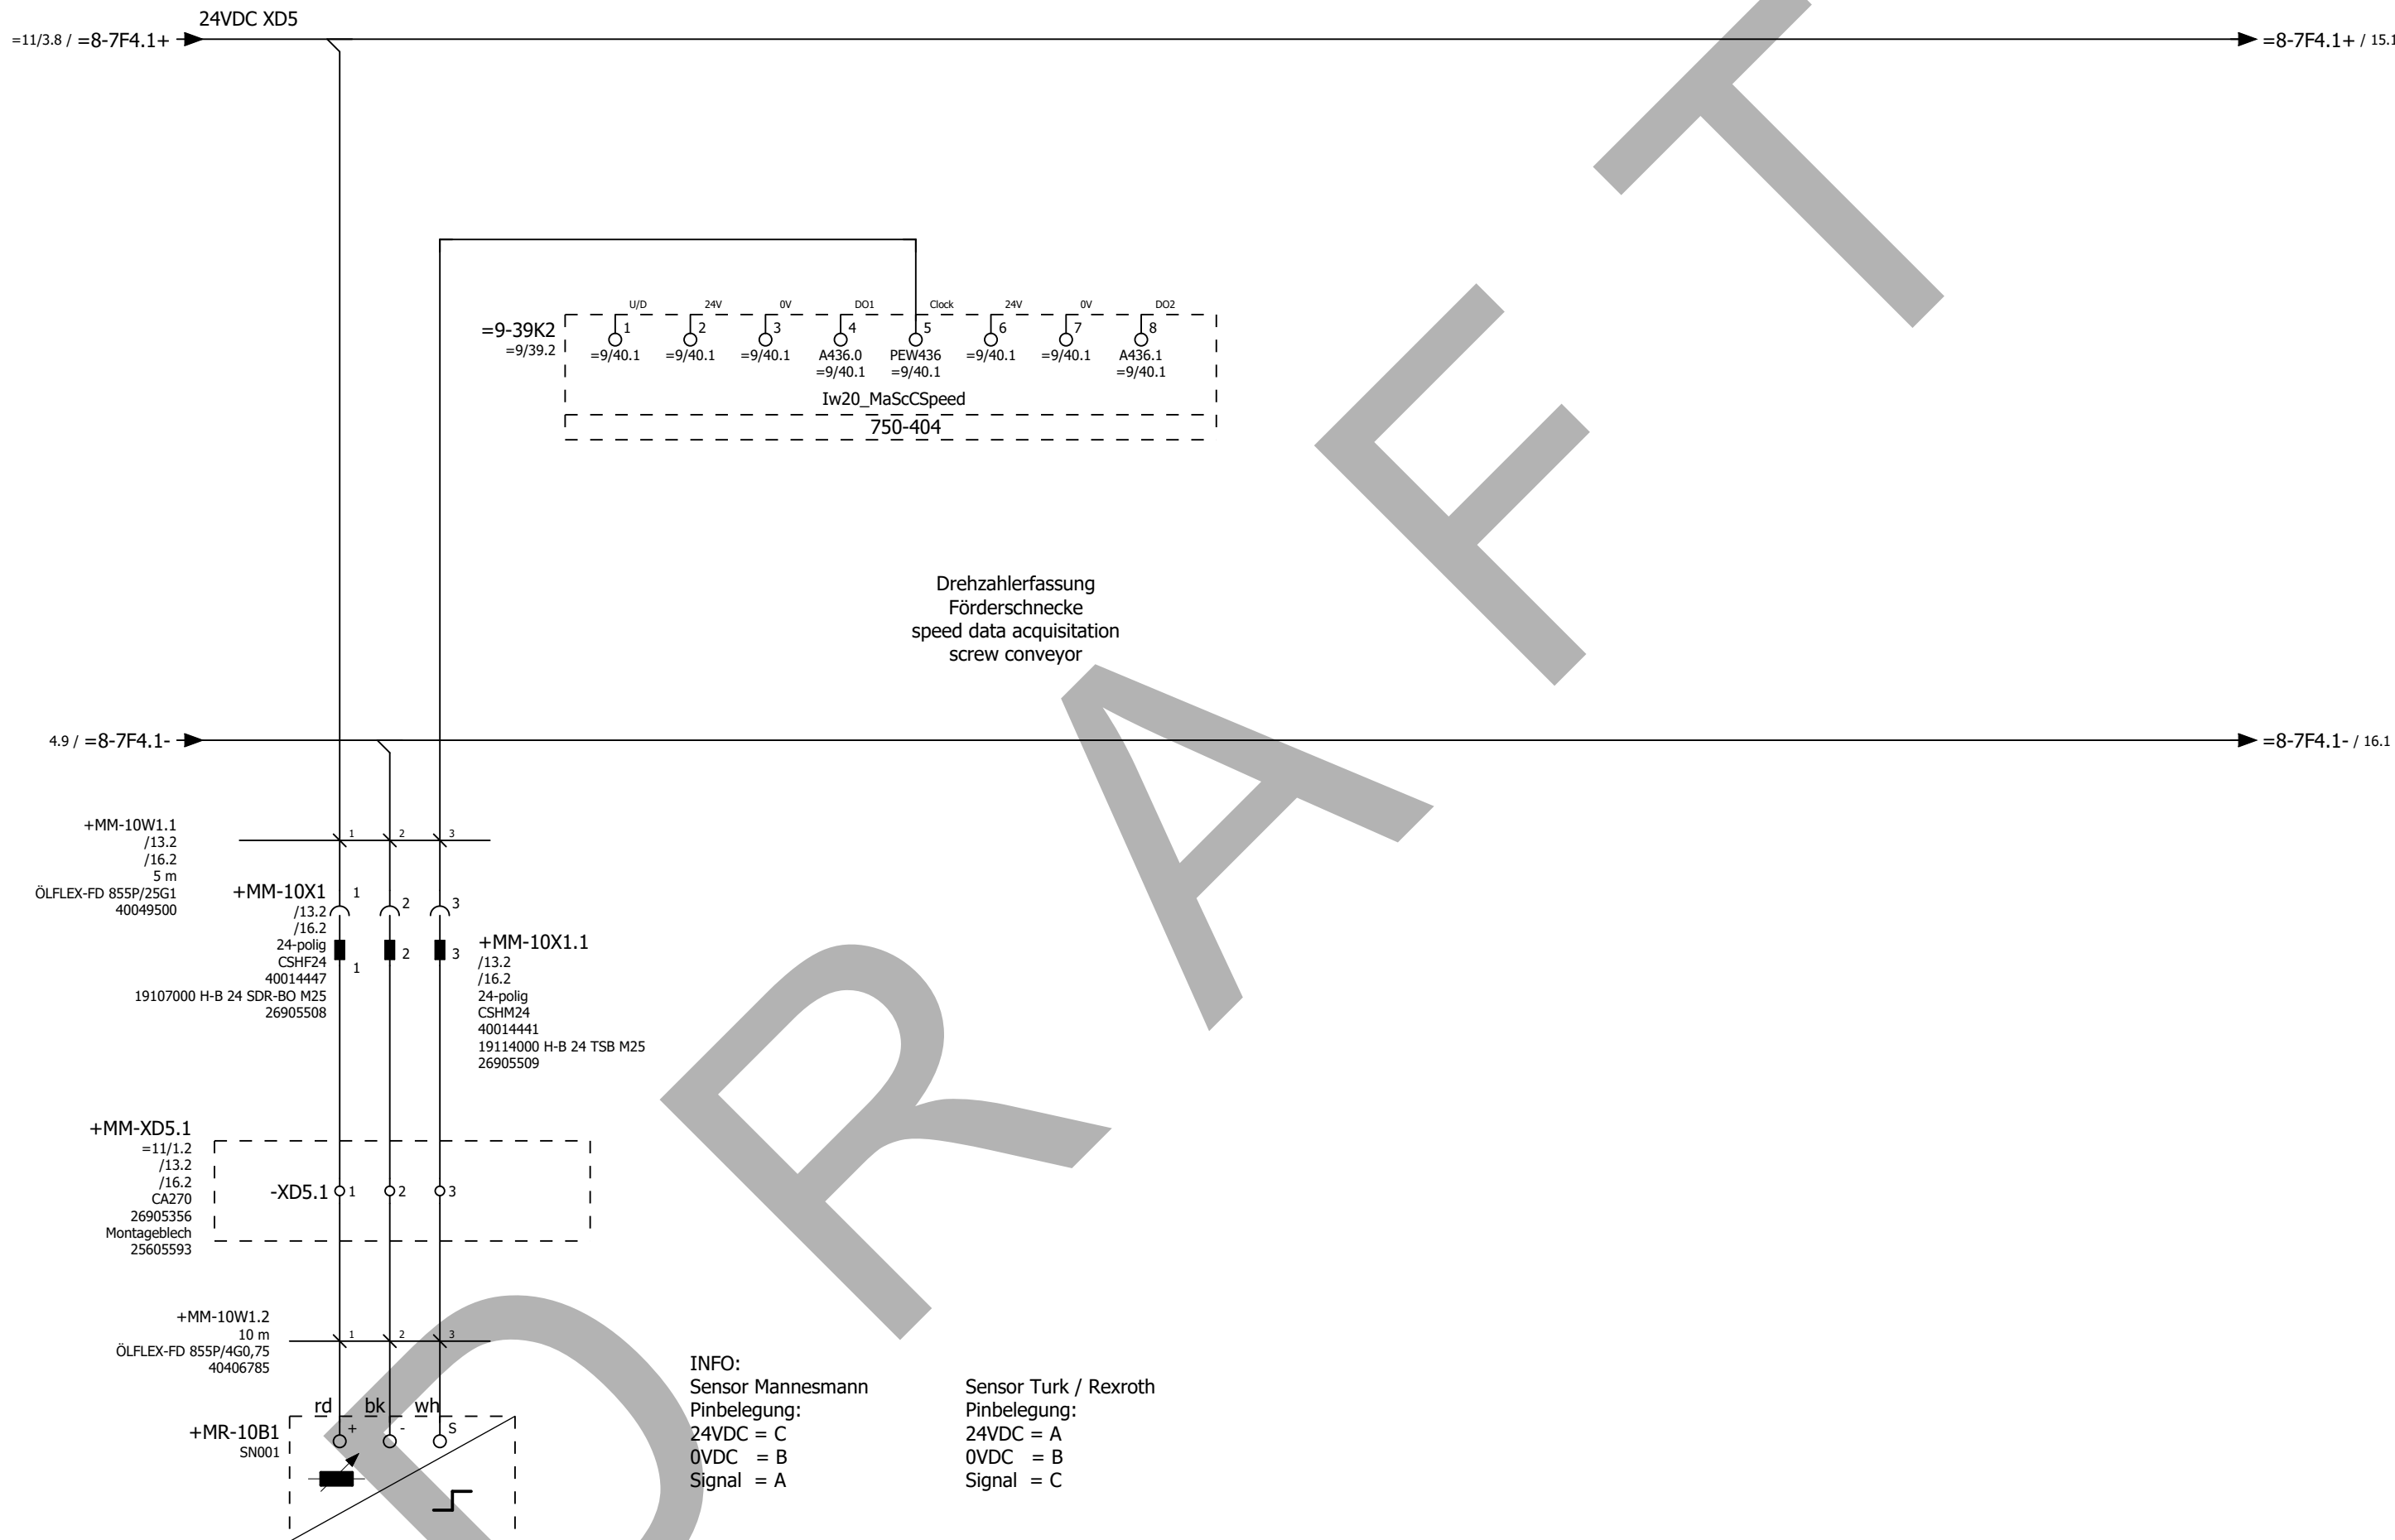 24VDC XD5
=11/3.8 / =8-7F4.1+
=8-7F4.1+ / 15.1
U/D 24V 0V DO1 Clock 24V 0V DO2
=9-39K2
=9/39.2
1 2 3 4 5 6 7 8
=9/40.1 =9/40.1 =9/40.1 A436.0 PEW436 =9/40.1 =9/40.1 A436.1
=9/40.1 =9/40.1 =9/40.1
Iw20_MaScCSpeed
750-404
Drehzahlerfassung
Förderschnecke
speed data acquisitation
screw conveyor
4.9 / =8-7F4.1-
=8-7F4.1- / 16.1
+MM-10W1.1
/13.2
/16.2
5 m
ÖLFLEX-FD 855P/25G1
40049500
1 2 3
+MM-10X1
/13.2
/16.2
24-polig
CSHF24
40014447
19107000 H-B 24 SDR-BO M25
26905508
1 2 3
1 2 3
+MM-10X1.1
/13.2
/16.2
24-polig
CSHM24
40014441
19114000 H-B 24 TSB M25
26905509
+MM-XD5.1
=11/1.2
/13.2
/16.2
CA270
26905356
Montageblech
25605593
-XD5.1 1 2 3
+MM-10W1.2
10 m
ÖLFLEX-FD 855P/4G0,75
40406785
1 2 3
rd bk wh
+MR-10B1
SN001
+ - S
INFO:
Sensor Mannesmann
Pinbelegung:
24VDC = C
0VDC = B
Signal = A
Sensor Turk / Rexroth
Pinbelegung:
24VDC = A
0VDC = B
Signal = C
DRAFT